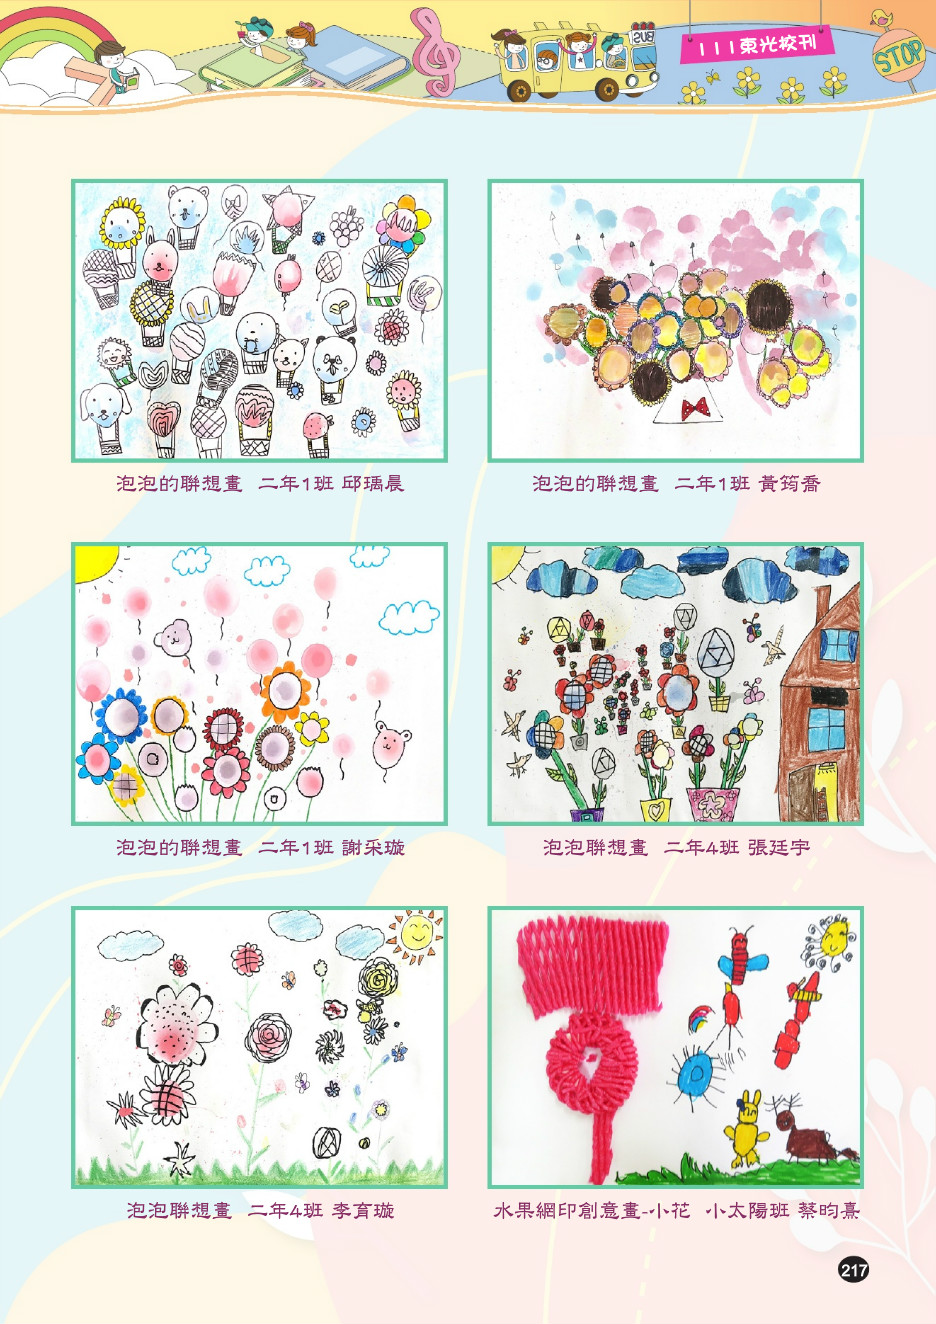 111東光校刊
STOP
BUS
泡泡的聯想畫 二年1班 邱瑀晨
泡泡的聯想畫 二年1班 黃筠喬
泡泡的聯想畫 二年1班 謝采璇
泡泡聯想畫 二年4班 張廷宇
泡泡聯想畫 二年4班 李育璇
水果網印創意畫-小花 小太陽班 蔡昀熹
217